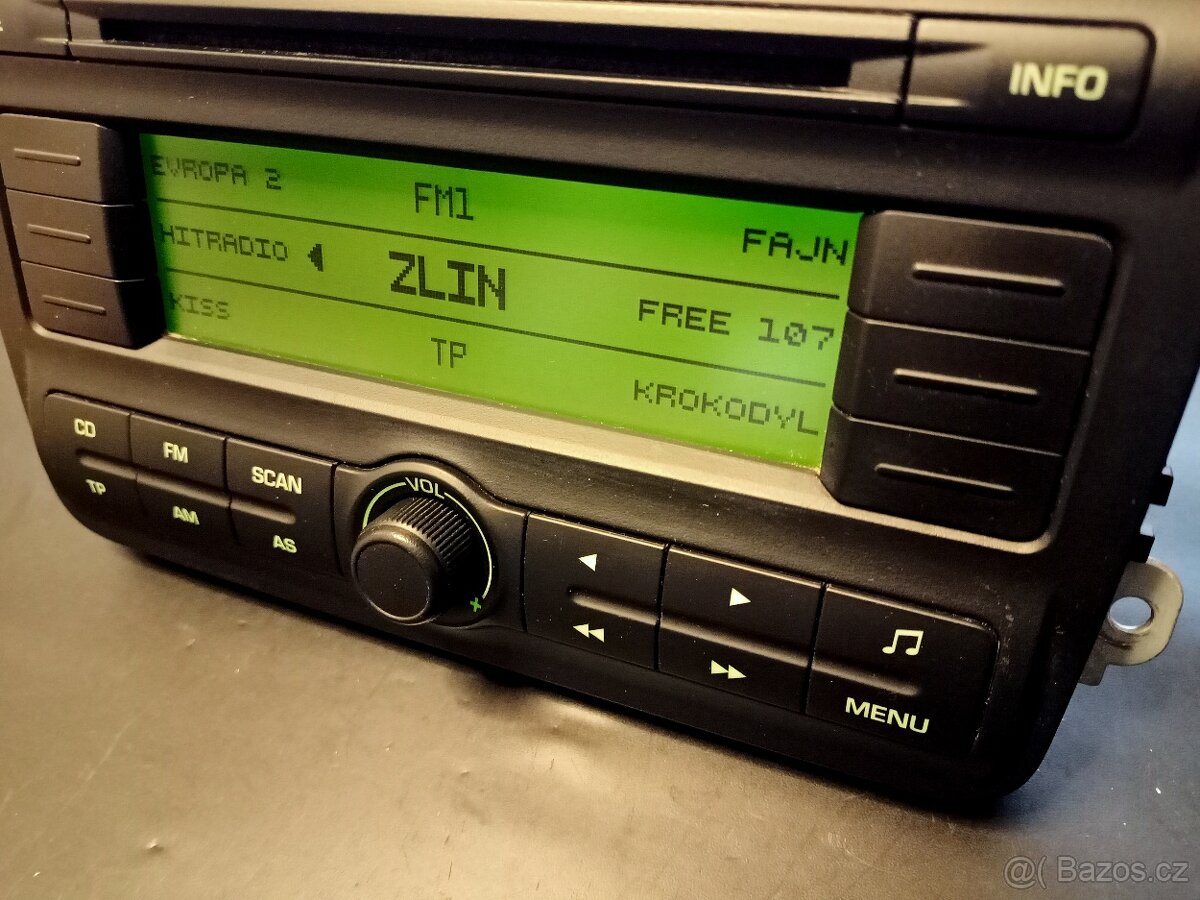 INFO
EVROPA 2
FM1
FAJN
HITRADIO
ZLIN
FREE 107
KISS
TP
KROKODYL
CD
FM
SCAN
VOL
TP
AM
AS
+
MENU
@( Bazos.cz